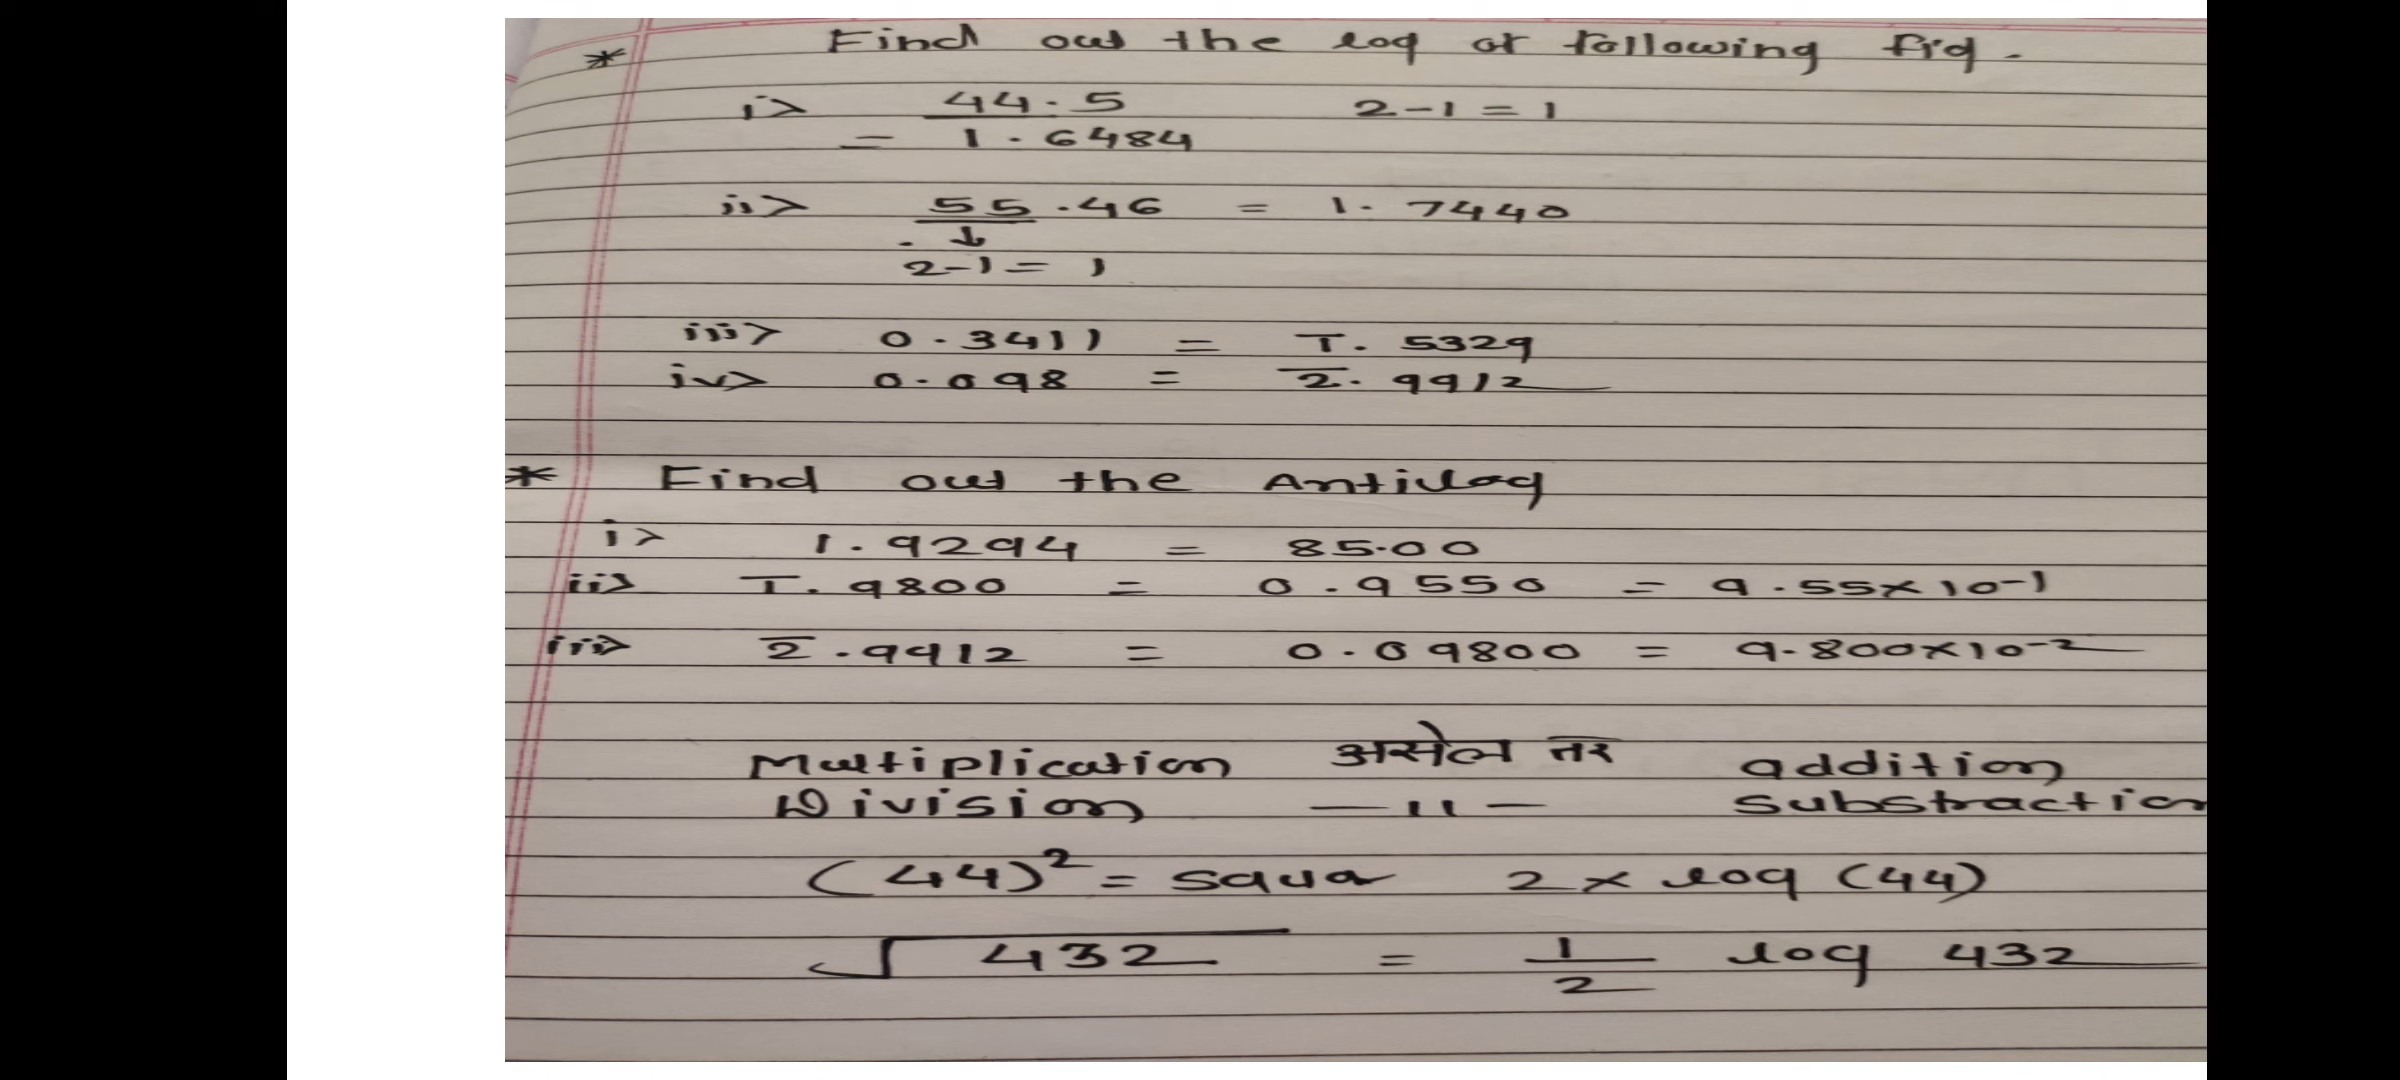 * Find out the log of following fig.
i> 44.5 2-1=1
= 1.6484
ii> 55.46 = 1.7440
2-1= 1
iii> 0.3411 = 1̅.5329
iv> 0.098 = 2̅.9912
* Find out the Antilog
i> 1.9294 = 85.00
ii> 1̅.9800 = 0.9550 = 9.55×10⁻¹
iii> 2̅.9912 = 0.09800 = 9.800×10⁻²
Multiplication असेल तर addition
Division —11— Substraction
(44)² = squar 2 × log (44)
√432 = 1/2 log 432